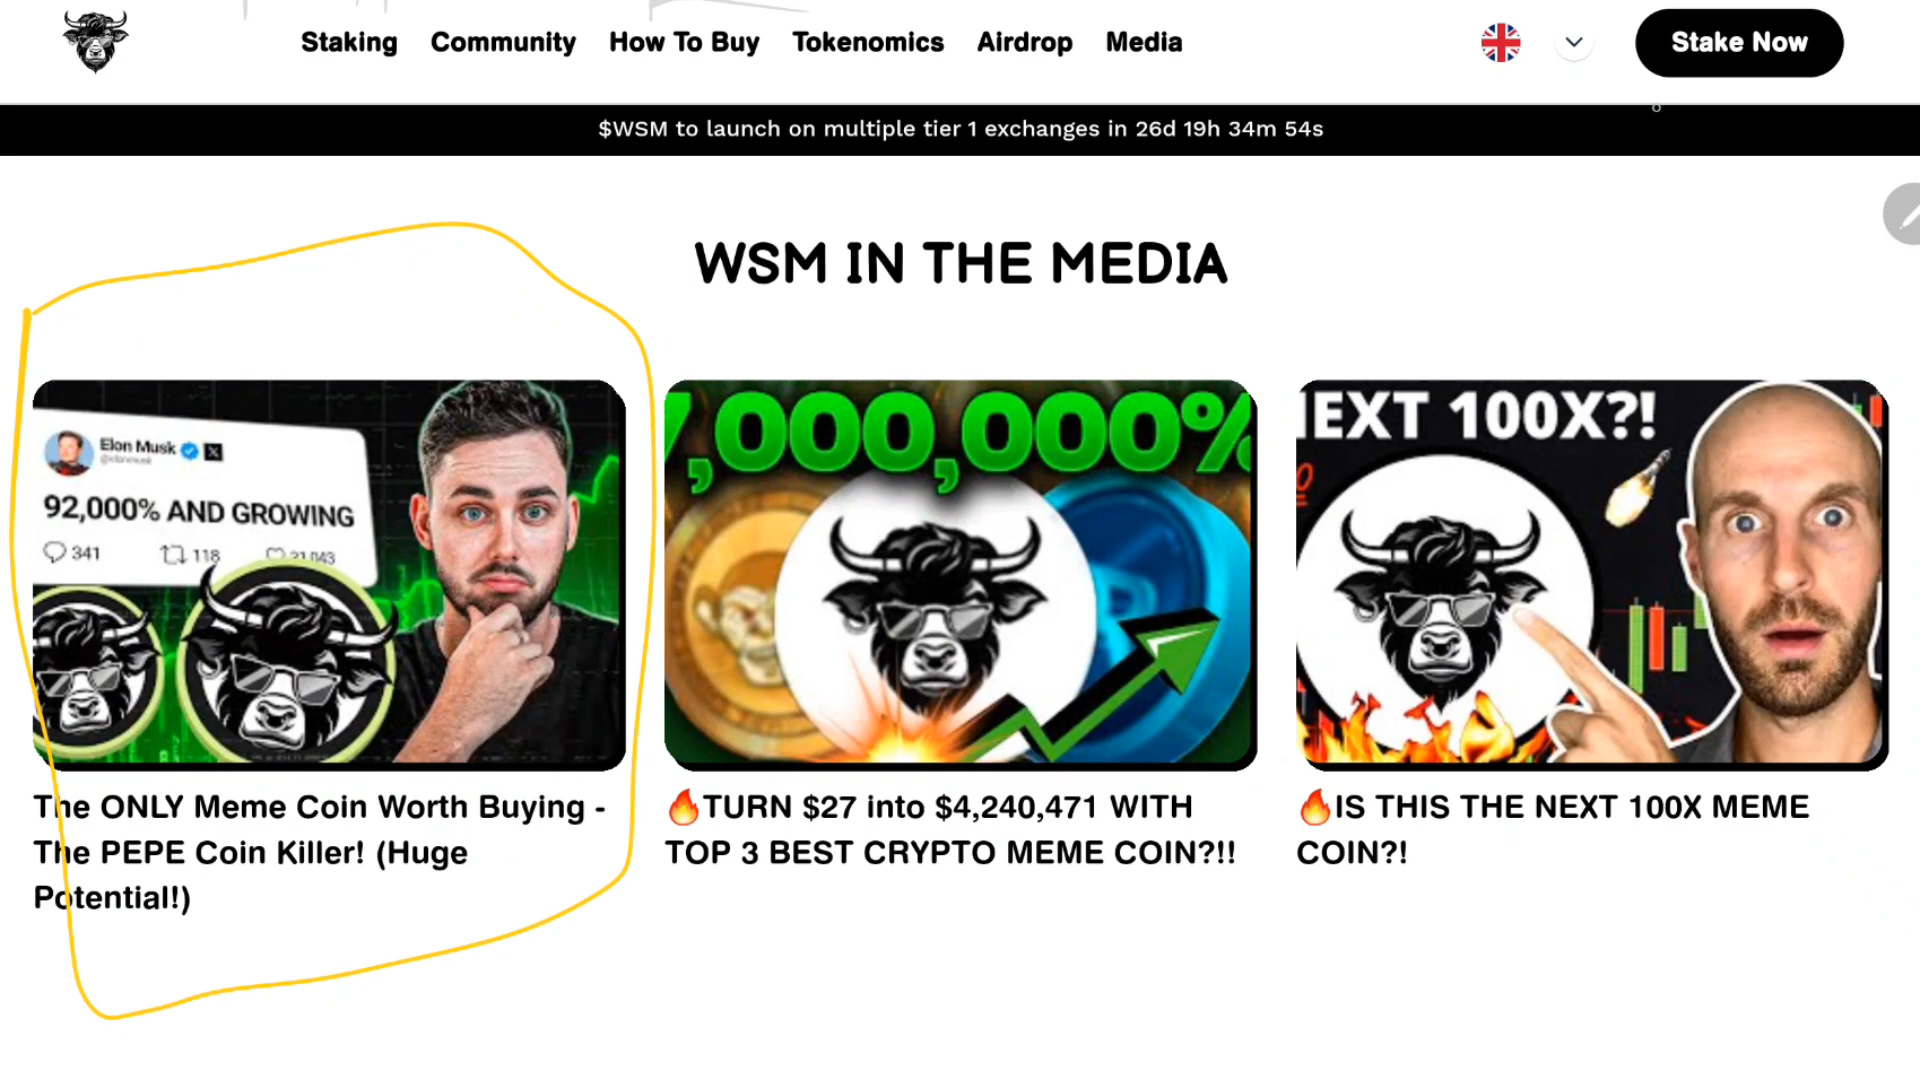 Staking Community How To Buy Tokenomics Airdrop Media Stake Now
$WSM to launch on multiple tier 1 exchanges in 26d 19h 34m 54s
WSM IN THE MEDIA
Elon Musk
@elonmusk
92,000% AND GROWING
341 118 21,043
The ONLY Meme Coin Worth Buying -
The PEPE Coin Killer! (Huge
Potential!)
,000,000%
🔥TURN $27 into $4,240,471 WITH
TOP 3 BEST CRYPTO MEME COIN?!!
EXT 100X?!
🔥IS THIS THE NEXT 100X MEME
COIN?!